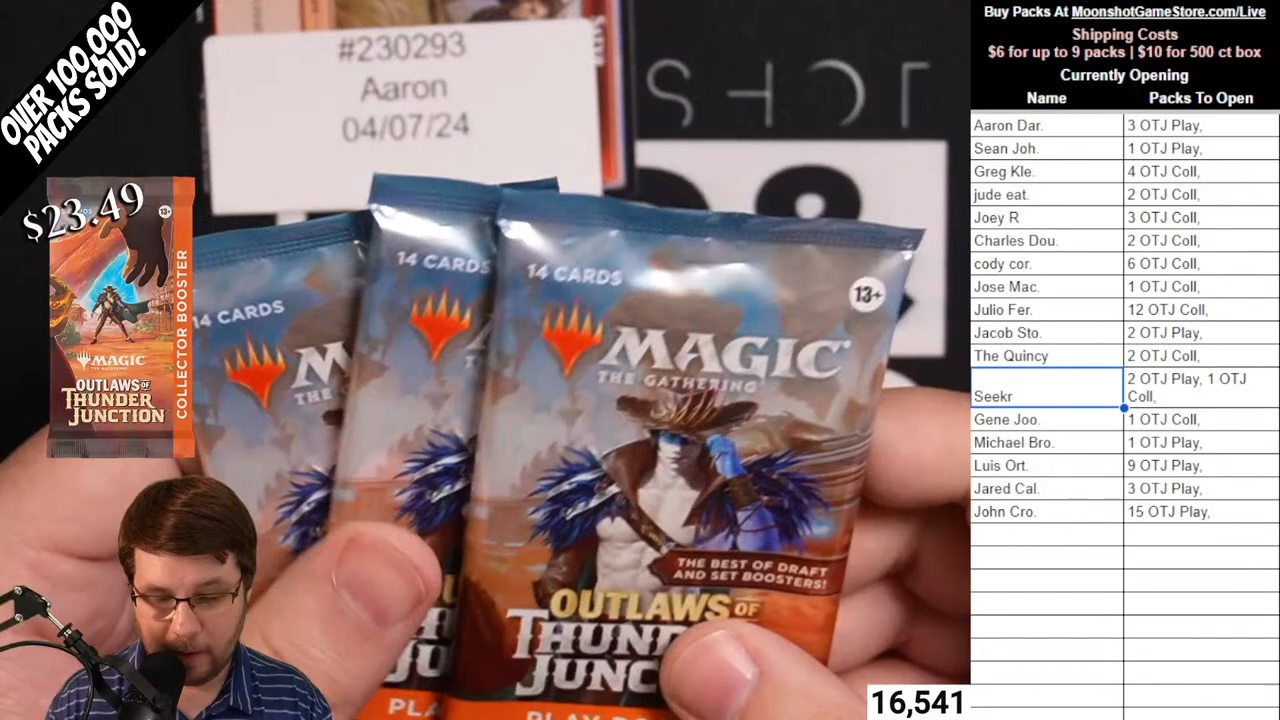 OVER 100,000
PACKS SOLD!
#230293
Aaron
04/07/24
SHOT
$23.49
13+
MAGIC
THE GATHERING
OUTLAWS OF
THUNDER
JUNCTION
COLLECTOR BOOSTER
14 CARDS
14 CARDS
14 CARDS
13+
MAGIC
THE GATHERING
THE BEST OF DRAFT
AND SET BOOSTERS!
OUTLAWS OF
THUN
JUNC
Buy Packs At MoonshotGameStore.com/Live
Shipping Costs
$6 for up to 9 packs | $10 for 500 ct box
Currently Opening
Name Packs To Open
Aaron Dar. 3 OTJ Play,
Sean Joh. 1 OTJ Play,
Greg Kle. 4 OTJ Coll,
jude eat. 2 OTJ Coll,
Joey R 3 OTJ Coll,
Charles Dou. 2 OTJ Coll,
cody cor. 6 OTJ Coll,
Jose Mac. 1 OTJ Coll,
Julio Fer. 12 OTJ Coll,
Jacob Sto. 2 OTJ Play,
The Quincy 2 OTJ Coll,
Seekr 2 OTJ Play, 1 OTJ
Coll,
Gene Joo. 1 OTJ Coll,
Michael Bro. 1 OTJ Play,
Luis Ort. 9 OTJ Play,
Jared Cal. 3 OTJ Play,
John Cro. 15 OTJ Play,
16,541